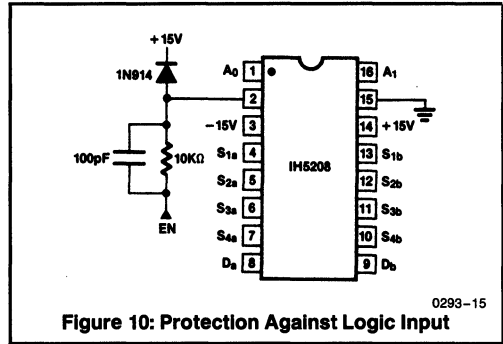 +15V
1N914
100pF
10KΩ
EN
A0 1
2
-15V 3
S1a 4
S2a 5
S3a 6
S4a 7
Da 8
IH5208
16 A1
15
14 +15V
13 S1b
12 S2b
11 S3b
10 S4b
9 Db
0293-15
Figure 10: Protection Against Logic Input